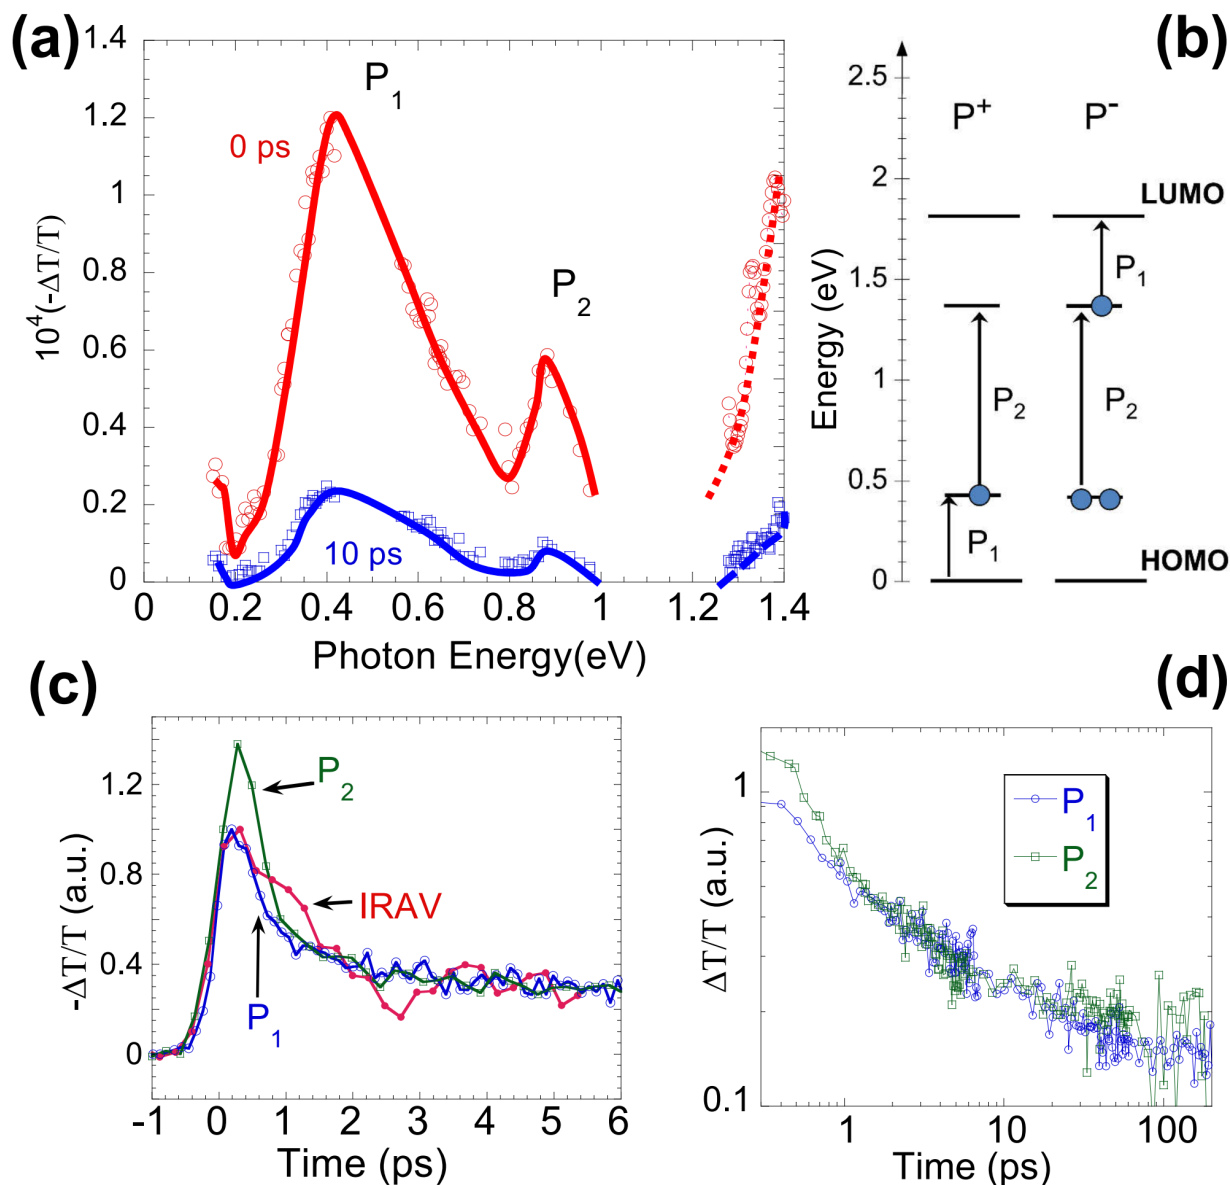 (a)
1.4
1.2
1
0.2
0.6
0.4
0.2
0
10⁴(-ΔT/T)
P₁
P₂
0 ps
10 ps
0 0.2 0.4 0.6 0.8 1 1.2 1.4
Photon Energy(eV)
(b)
2.5
2
1.5
1
0.5
0
Energy (eV)
P⁺ P⁻
LUMO
P₁
P₂ P₂
P₁
HOMO
(c)
1.2
0.8
0.4
0
-ΔT/T (a.u.)
P₂
IRAV
P₁
-1 0 1 2 3 4 5 6
Time (ps)
(d)
1
0.1
ΔT/T (a.u.)
P₁
P₂
1 10 100
Time (ps)